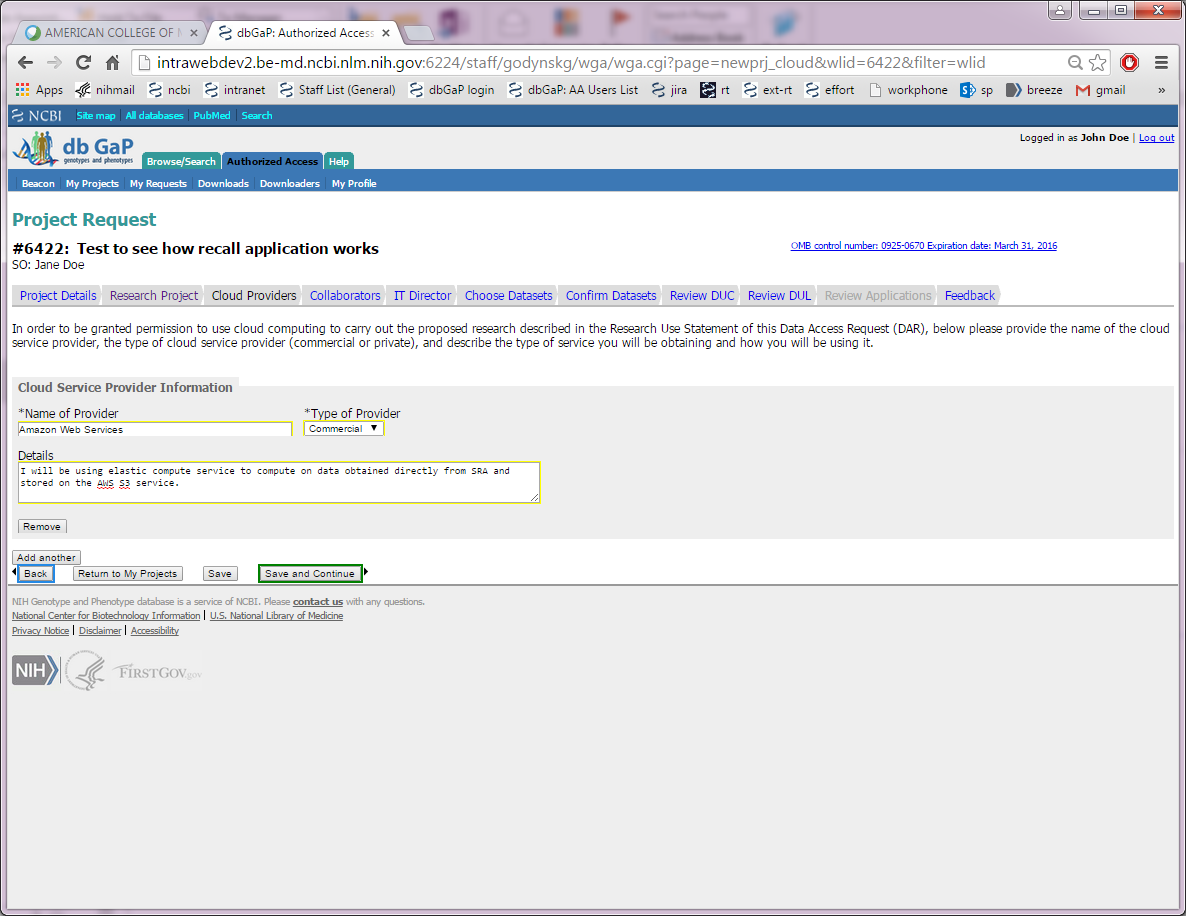 AMERICAN COLLEGE OF
dbGaP: Authorized Access
intrawebdev2.be-md.ncbi.nlm.nih.gov:6224/staff/godynskg/wga/wga.cgi?page=newprj_cloud&wlid=6422&filter=wlid
Apps nihmail ncbi intranet Staff List (General) dbGaP login dbGaP: AA Users List jira rt ext-rt effort workphone sp breeze gmail »
NCBI Site map All databases PubMed Search
Logged in as John Doe | Log out
db GaP
genotypes and phenotypes
Browse/Search Authorized Access Help
Beacon My Projects My Requests Downloads Downloaders My Profile
Project Request
#6422: Test to see how recall application works
OMB control number: 0925-0670 Expiration date: March 31, 2016
SO: Jane Doe
Project Details Research Project Cloud Providers Collaborators IT Director Choose Datasets Confirm Datasets Review DUC Review DUL Review Applications Feedback
In order to be granted permission to use cloud computing to carry out the proposed research described in the Research Use Statement of this Data Access Request (DAR), below please provide the name of the cloud
service provider, the type of cloud service provider (commercial or private), and describe the type of service you will be obtaining and how you will be using it.
Cloud Service Provider Information
*Name of Provider *Type of Provider
Amazon Web Services Commercial
Details
I will be using elastic compute service to compute on data obtained directly from SRA and
stored on the AWS S3 service.
Remove
Add another
Back Return to My Projects Save Save and Continue
NIH Genotype and Phenotype database is a service of NCBI. Please contact us with any questions.
National Center for Biotechnology Information | U.S. National Library of Medicine
Privacy Notice | Disclaimer | Accessibility
NIH FIRSTGOV.gov